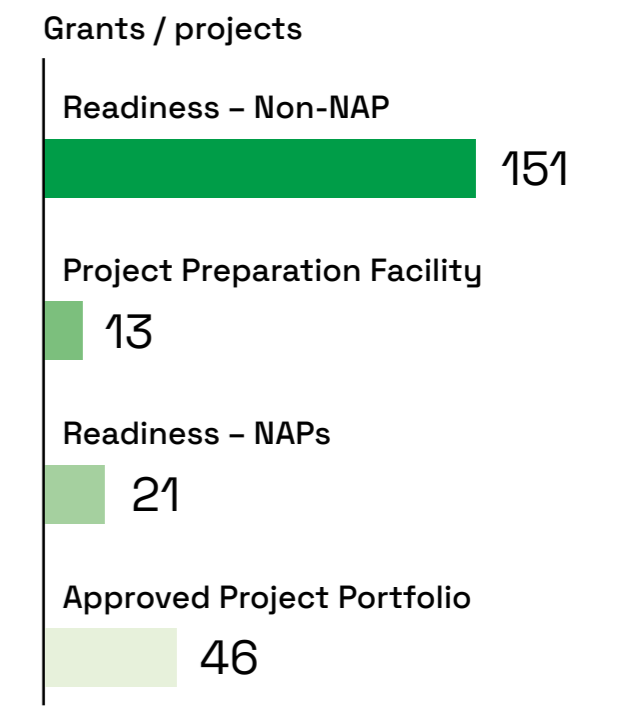 Grants / projects
Readiness – Non-NAP
151
Project Preparation Facility
13
Readiness – NAPs
21
Approved Project Portfolio
46